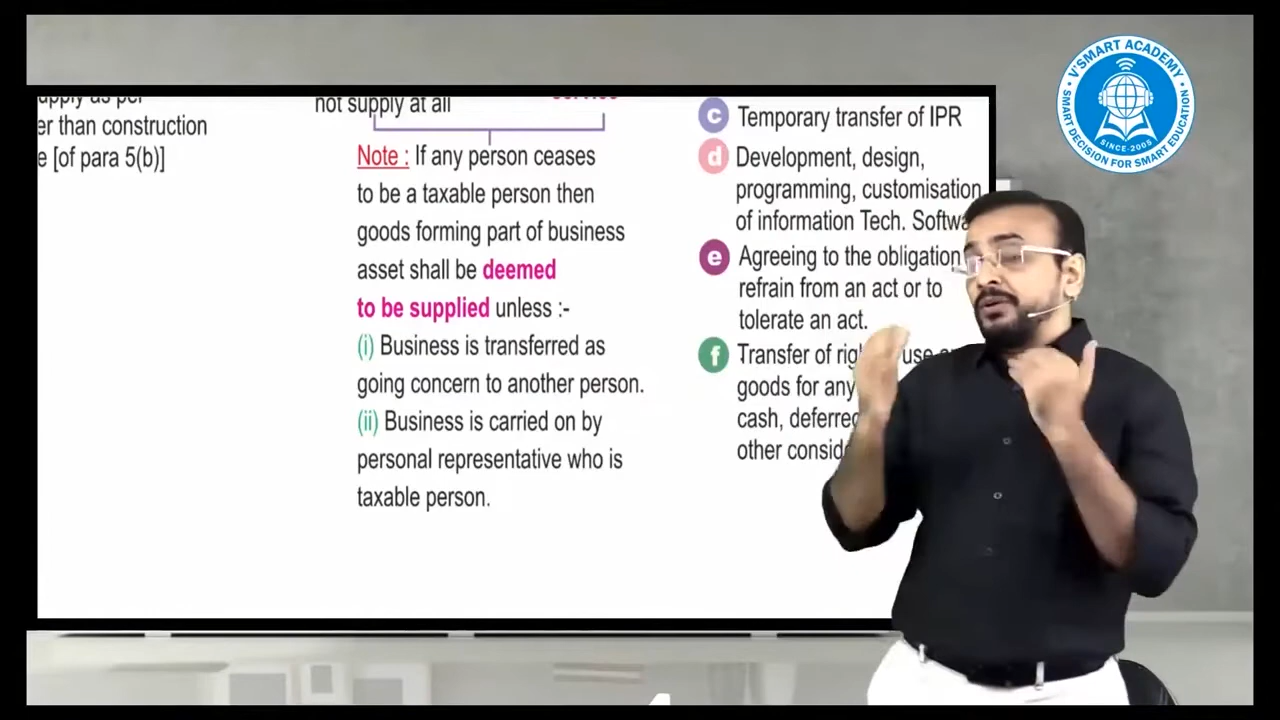 er than construction
e [of para 5(b)]
not supply at all
Note : If any person ceases
to be a taxable person then
goods forming part of business
asset shall be deemed
to be supplied unless :-
(i) Business is transferred as
going concern to another person.
(ii) Business is carried on by
personal representative who is
taxable person.
c Temporary transfer of IPR
d Development, design,
programming, customisation
of information Tech. Softwa
e Agreeing to the obligation
refrain from an act or to
tolerate an act.
f Transfer of rig use
goods for any
cash, deferred
other consid
V'SMART ACADEMY
SINCE-2005
SMART DECISION FOR SMART EDUCATION